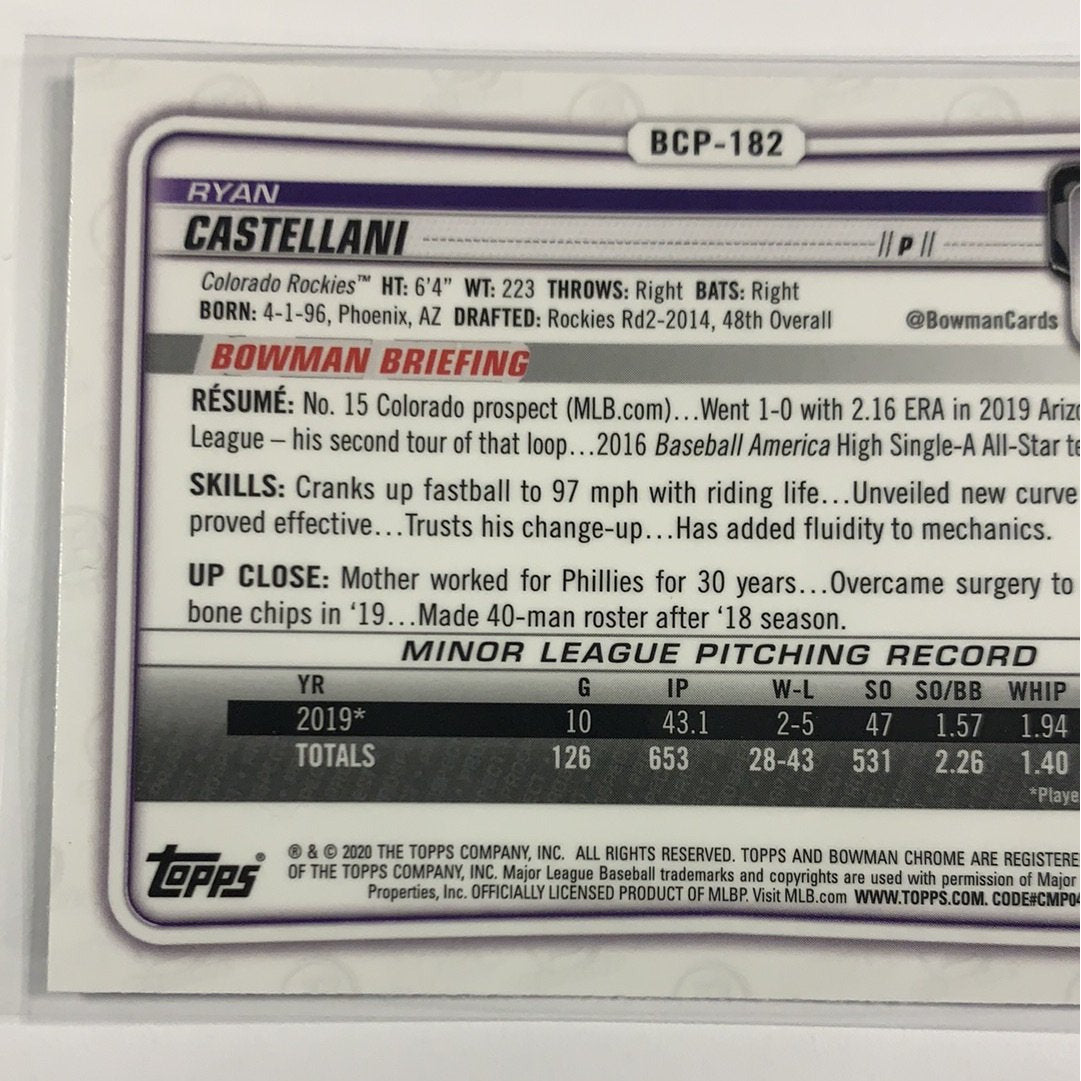 BCP-182
RYAN
CASTELLANI // P //
Colorado Rockies™ HT: 6'4" WT: 223 THROWS: Right BATS: Right
BORN: 4-1-96, Phoenix, AZ DRAFTED: Rockies Rd2-2014, 48th Overall @BowmanCards
BOWMAN BRIEFING
RÉSUMÉ: No. 15 Colorado prospect (MLB.com)...Went 1-0 with 2.16 ERA in 2019
League – his second tour of that loop...2016 Baseball America High Single-A All-Star
SKILLS: Cranks up fastball to 97 mph with riding life...Unveiled new curve
proved effective...Trusts his change-up...Has added fluidity to mechanics.
UP CLOSE: Mother worked for Phillies for 30 years...Overcame surgery to
bone chips in ‘19...Made 40-man roster after ‘18 season.
MINOR LEAGUE PITCHING RECORD
YR G IP W-L SO SO/BB WHIP
2019* 10 43.1 2-5 47 1.57 1.94
TOTALS 126 653 28-43 531 2.26 1.40
Topps®
® & © 2020 THE TOPPS COMPANY, INC. ALL RIGHTS RESERVED. TOPPS AND BOWMAN CHROME ARE
OF THE TOPPS COMPANY, INC. Major League Baseball trademarks and copyrights are used with permission of Major
Properties, Inc. OFFICIALLY LICENSED PRODUCT OF MLBP. Visit MLB.com WWW.TOPPS.COM.